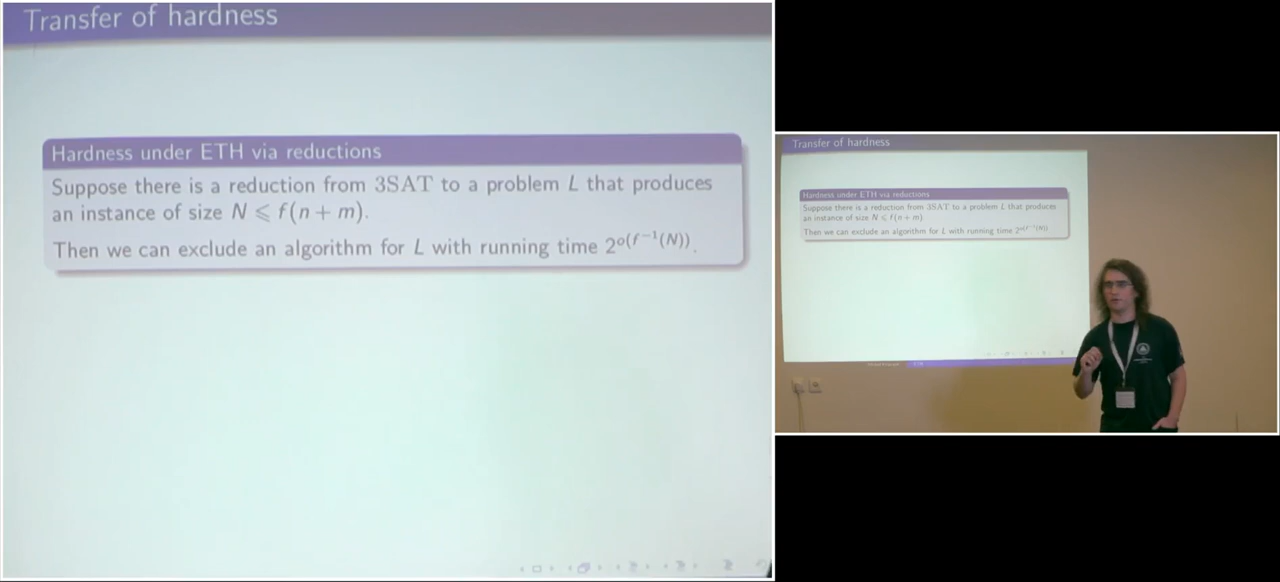 Transfer of hardness
Hardness under ETH via reductions
Suppose there is a reduction from 3SAT to a problem L that produces
an instance of size N ⩽ f(n + m).
Then we can exclude an algorithm for L with running time 2^{o(f^{-1}(N))}.
Transfer of hardness
Hardness under ETH via reductions
Suppose there is a reduction from 3SAT to a problem L that produces
an instance of size N ⩽ f(n + m)
Then we can exclude an algorithm for L with running time 2^{o(f^{-1}(N))}